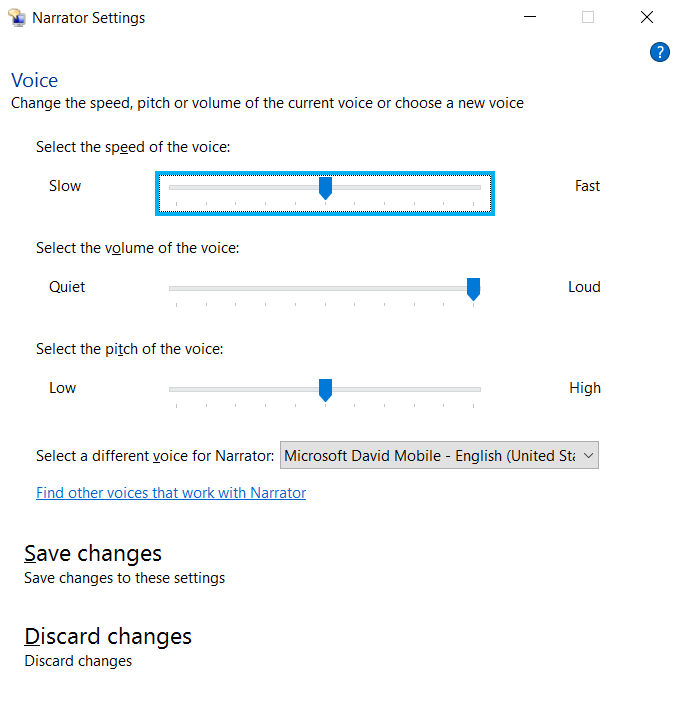 Narrator Settings
?
Voice
Change the speed, pitch or volume of the current voice or choose a new voice
Select the speed of the voice:
Slow Fast
Select the volume of the voice:
Quiet Loud
Select the pitch of the voice:
Low High
Select a different voice for Narrator: Microsoft David Mobile - English (United Sta
Find other voices that work with Narrator
Save changes
Save changes to these settings
Discard changes
Discard changes